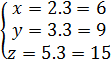 x = 2.3 = 6
y = 3.3 = 9
z = 5.3 = 15